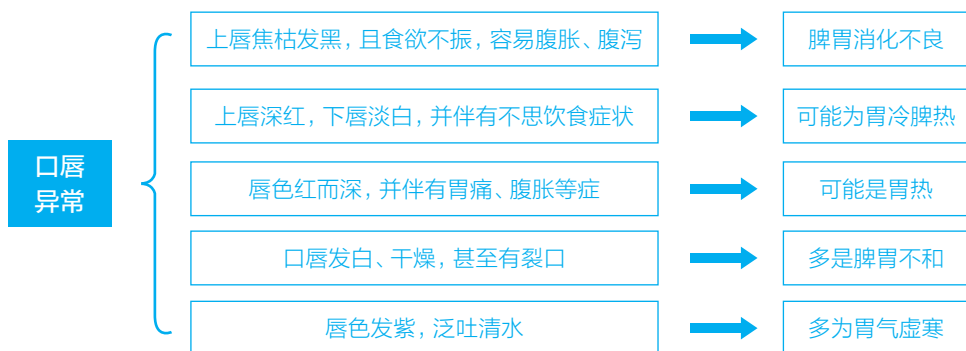 上唇焦枯发黑，且食欲不振，容易腹胀、腹泻
脾胃消化不良
上唇深红，下唇淡白，并伴有不思饮食症状
可能为胃冷脾热
口唇
异常
唇色红而深，并伴有胃痛、腹胀等症
可能是胃热
口唇发白、干燥，甚至有裂口
多是脾胃不和
唇色发紫，泛吐清水
多为胃气虚寒